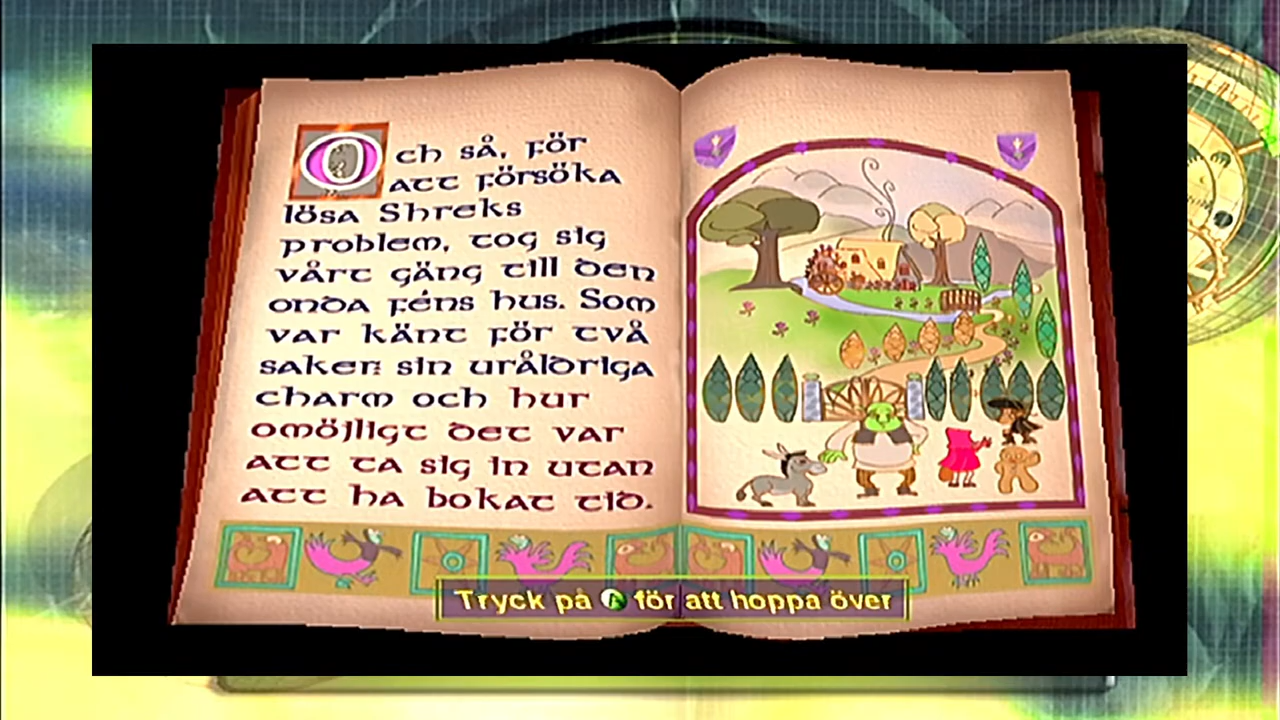 Och så, för
att försöka
lösa Shreks
problem, tog sig
vårt gäng till den
onda féns hus. Som
var känt för två
saker: sin uråldriga
charm och hur
omöjligt det var
att ta sig in utan
att ha bokat tid.
Tryck på för att hoppa över